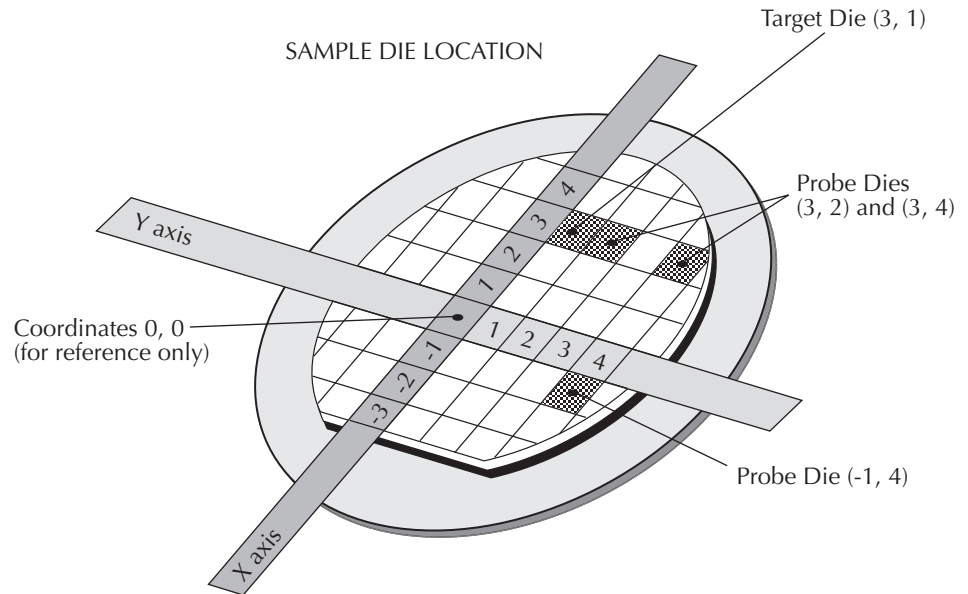 Target Die (3, 1)
SAMPLE DIE LOCATION
Probe Dies
(3, 2) and (3, 4)
Y axis
4
3
2
1
Coordinates 0, 0
(for reference only)
1
2
3
4
-1
-2
-3
Probe Die (-1, 4)
X axis